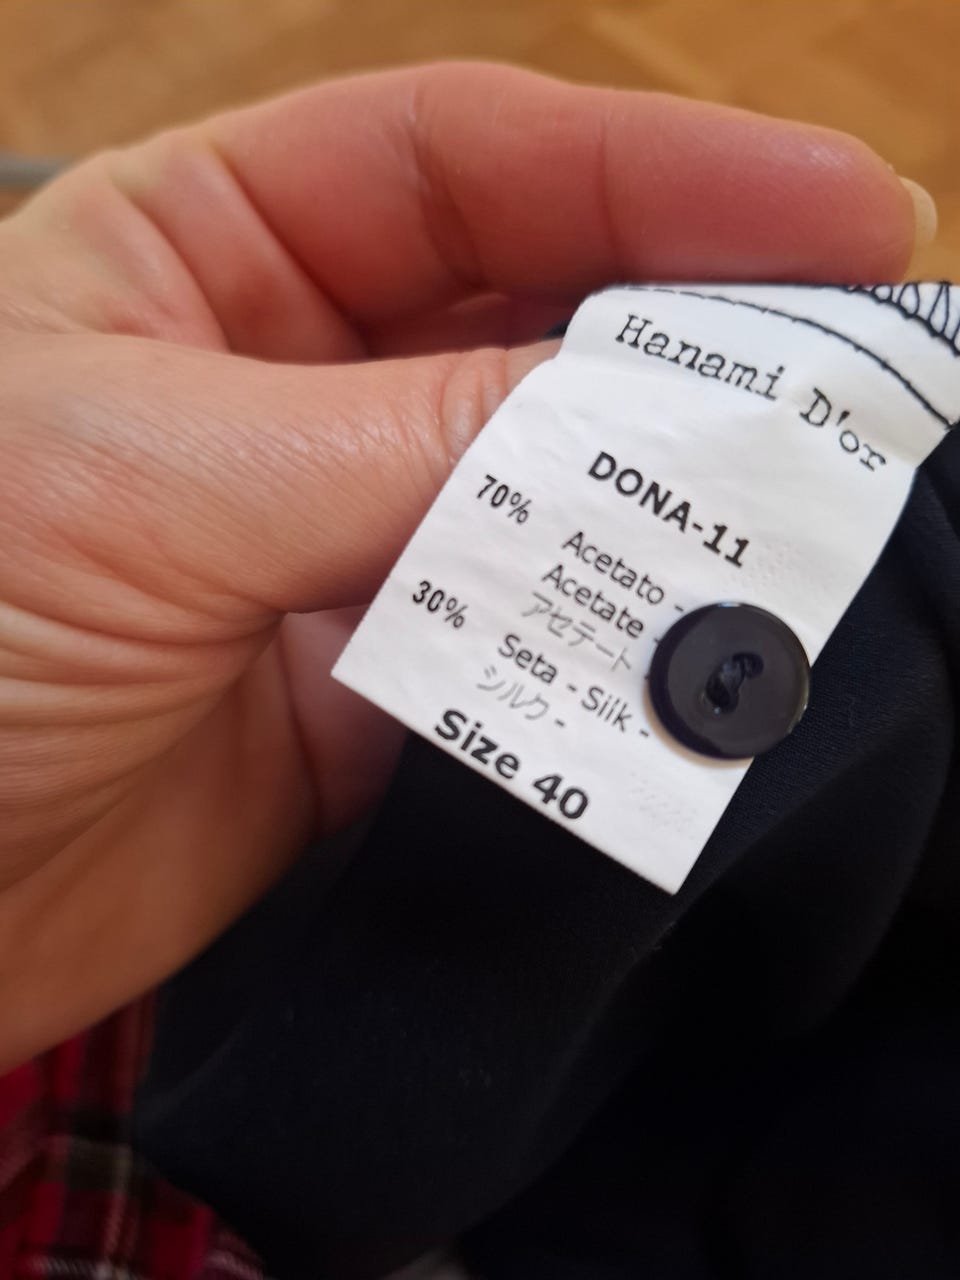 Hanami D'or
DONA-11
70% Acetato -
Acetate -
アセテート
30% Seta - Silk -
シルク -
Size 40